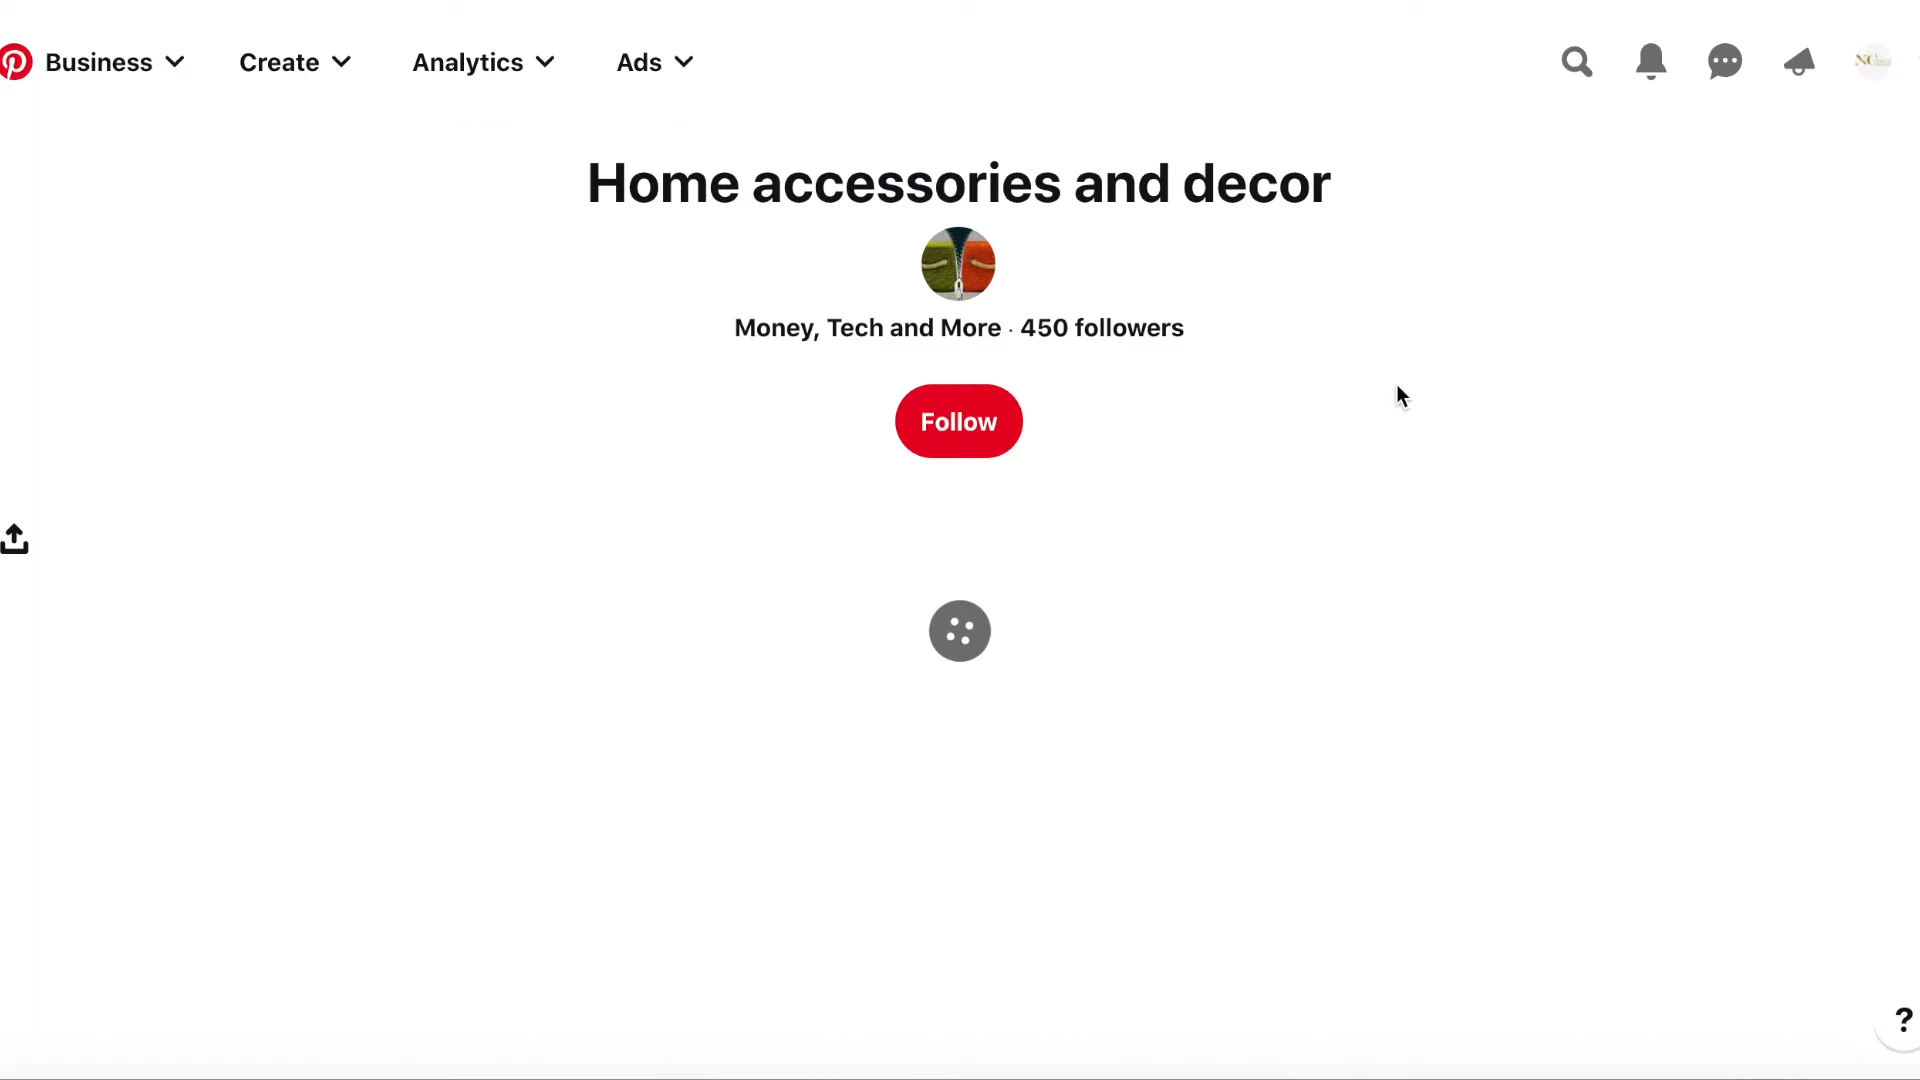 Business
Create
Analytics
Ads
Home accessories and decor
Money, Tech and More · 450 followers
Follow
?